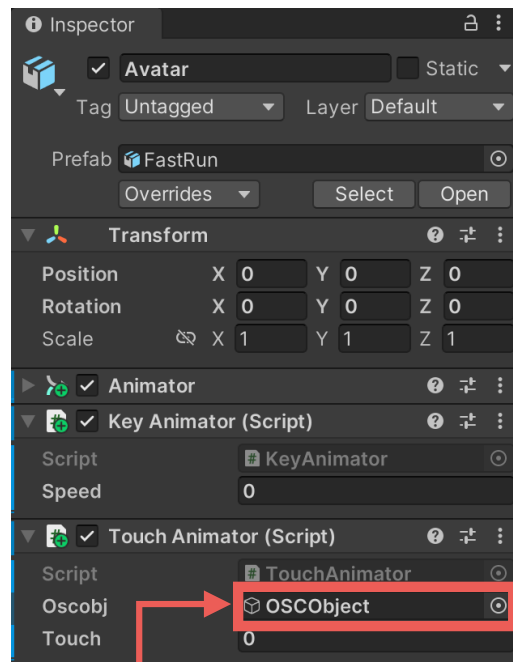 Inspector
Avatar Static
Tag Untagged Layer Default
Prefab FastRun
Overrides Select Open
Transform
Position X 0 Y 0 Z 0
Rotation X 0 Y 0 Z 0
Scale X 1 Y 1 Z 1
Animator
Key Animator (Script)
Script # KeyAnimator
Speed 0
Touch Animator (Script)
Script # TouchAnimator
Oscobj OSCObject
Touch 0